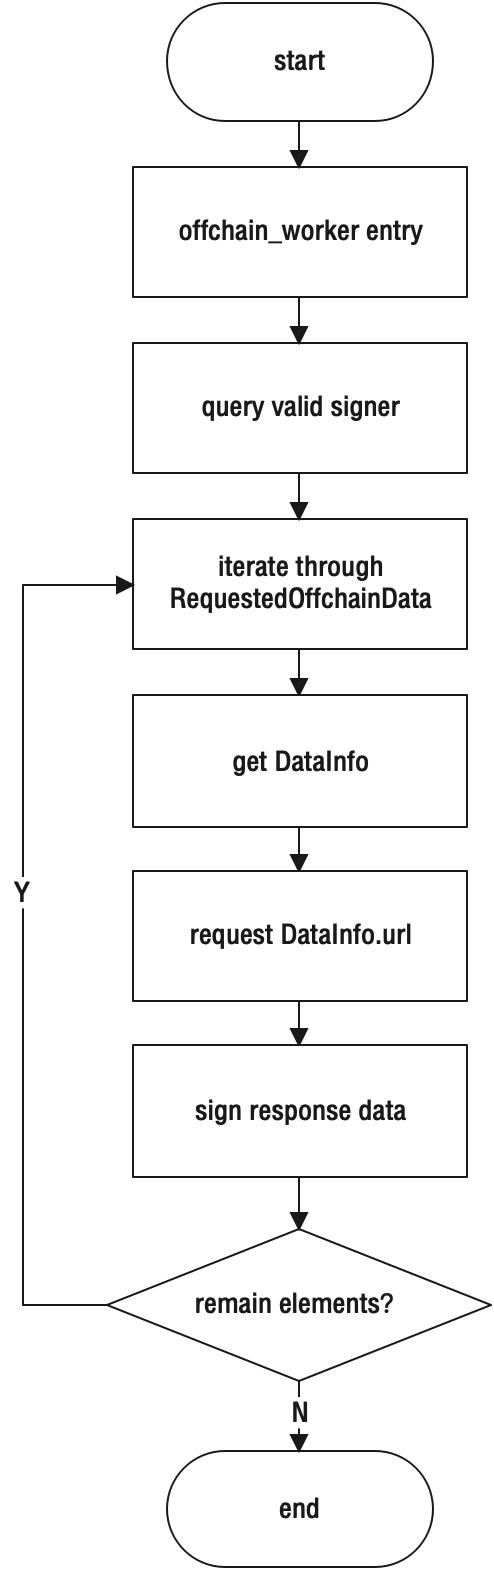 start
offchain_worker entry
query valid signer
iterate through
RequestedOffchainData
get DataInfo
request DataInfo.url
sign response data
remain elements?
Y
N
end